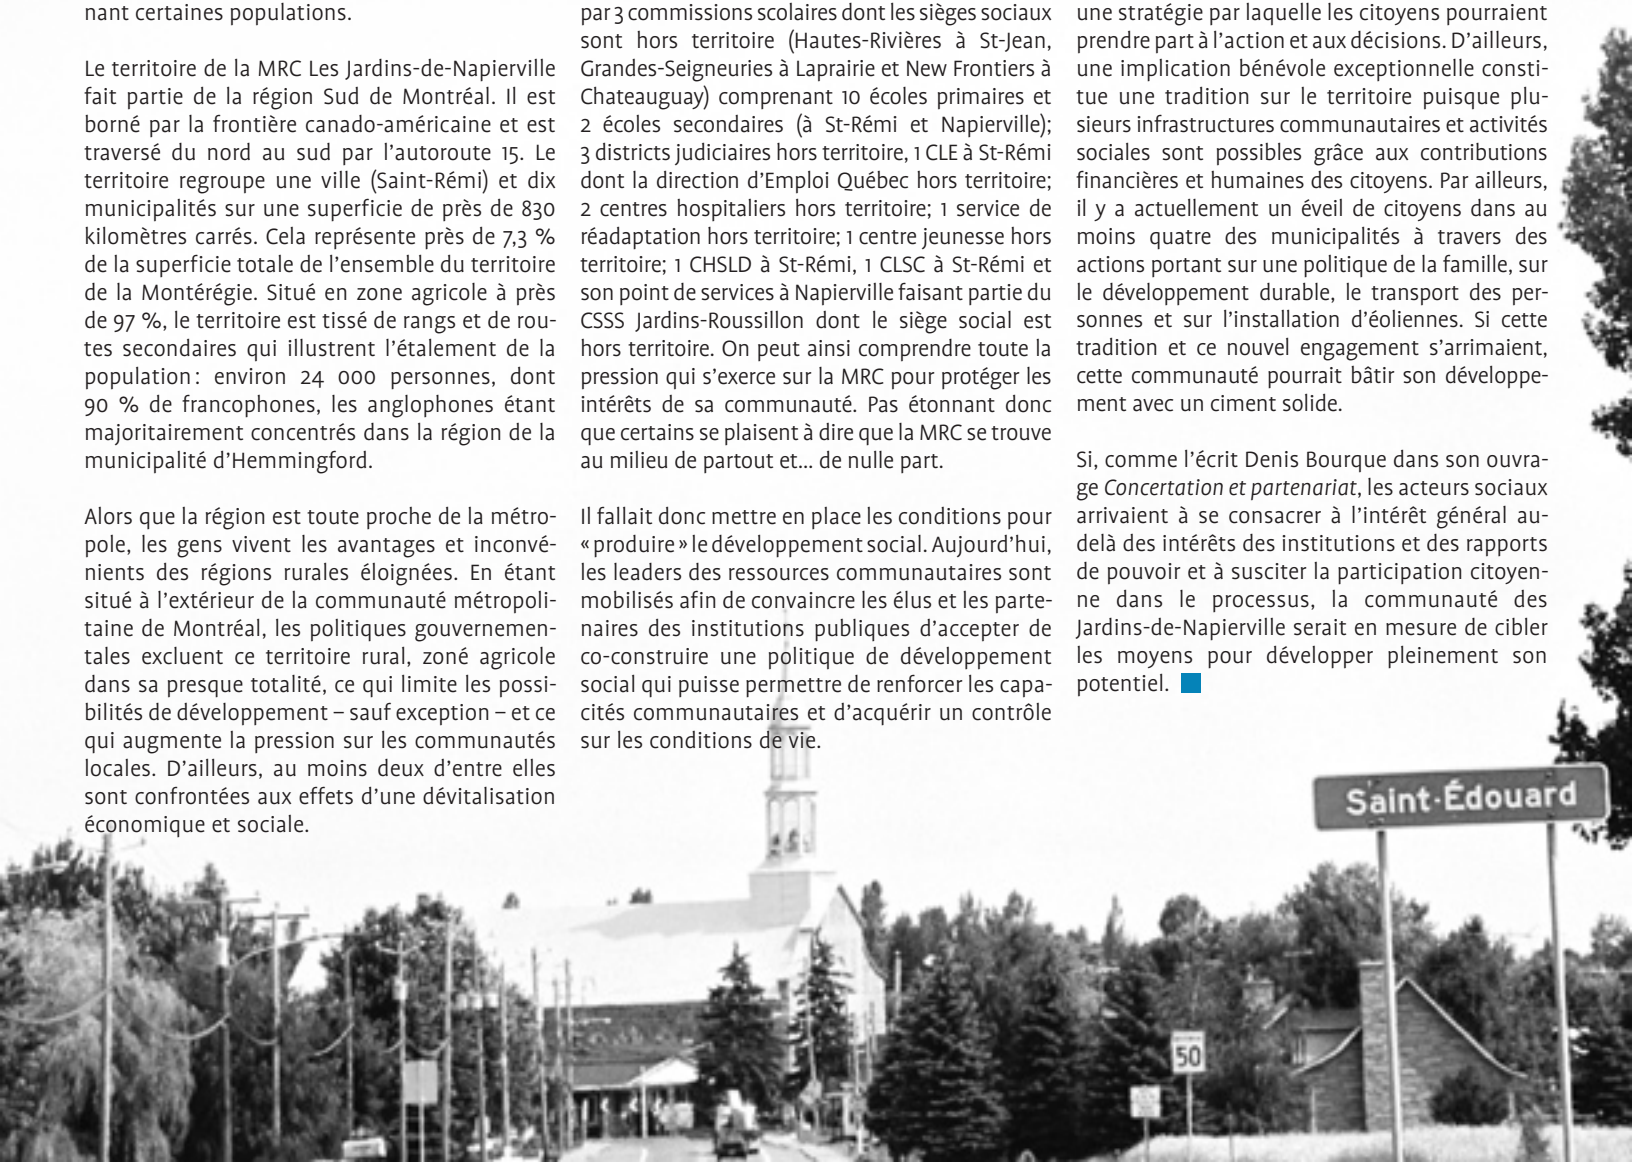 nant certaines populations.
Le territoire de la MRC Les Jardins-de-Napierville
fait partie de la région Sud de Montréal. Il est
borné par la frontière canado-américaine et est
traversé du nord au sud par l’autoroute 15. Le
territoire regroupe une ville (Saint-Rémi) et dix
municipalités sur une superficie de près de 830
kilomètres carrés. Cela représente près de 7,3 %
de la superficie totale de l’ensemble du territoire
de la Montérégie. Situé en zone agricole à près
de 97 %, le territoire est tissé de rangs et de rou-
tes secondaires qui illustrent l’étalement de la
population : environ 24 000 personnes, dont
90 % de francophones, les anglophones étant
majoritairement concentrés dans la région de la
municipalité d’Hemmingford.
Alors que la région est toute proche de la métro-
pole, les gens vivent les avantages et inconvé-
nients des régions rurales éloignées. En étant
situé à l’extérieur de la communauté métropoli-
taine de Montréal, les politiques gouvernemen-
tales excluent ce territoire rural, zoné agricole
dans sa presque totalité, ce qui limite les possi-
bilités de développement – sauf exception – et ce
qui augmente la pression sur les communautés
locales. D’ailleurs, au moins deux d’entre elles
sont confrontées aux effets d’une dévitalisation
économique et sociale.
par 3 commissions scolaires dont les sièges sociaux
sont hors territoire (Hautes-Rivières à St-Jean,
Grandes-Seigneuries à Laprairie et New Frontiers à
Chateauguay) comprenant 10 écoles primaires et
2 écoles secondaires (à St-Rémi et Napierville);
3 districts judiciaires hors territoire, 1 CLE à St-Rémi
dont la direction d’Emploi Québec hors territoire;
2 centres hospitaliers hors territoire; 1 service de
réadaptation hors territoire; 1 centre jeunesse hors
territoire; 1 CHSLD à St-Rémi, 1 CLSC à St-Rémi et
son point de services à Napierville faisant partie du
CSSS Jardins-Roussillon dont le siège social est
hors territoire. On peut ainsi comprendre toute la
pression qui s’exerce sur la MRC pour protéger les
intérêts de sa communauté. Pas étonnant donc
que certains se plaisent à dire que la MRC se trouve
au milieu de partout et... de nulle part.
Il fallait donc mettre en place les conditions pour
« produire » le développement social. Aujourd’hui,
les leaders des ressources communautaires sont
mobilisés afin de convaincre les élus et les parte-
naires des institutions publiques d’accepter de
co-construire une politique de développement
social qui puisse permettre de renforcer les capa-
cités communautaires et d’acquérir un contrôle
sur les conditions de vie.
une stratégie par laquelle les citoyens pourraient
prendre part à l’action et aux décisions. D’ailleurs,
une implication bénévole exceptionnelle consti-
tue une tradition sur le territoire puisque plu-
sieurs infrastructures communautaires et activités
sociales sont possibles grâce aux contributions
financières et humaines des citoyens. Par ailleurs,
il y a actuellement un éveil de citoyens dans au
moins quatre des municipalités à travers des
actions portant sur une politique de la famille, sur
le développement durable, le transport des per-
sonnes et sur l’installation d’éoliennes. Si cette
tradition et ce nouvel engagement s’arrimaient,
cette communauté pourrait bâtir son développe-
ment avec un ciment solide.
Si, comme l’écrit Denis Bourque dans son ouvra-
ge Concertation et partenariat, les acteurs sociaux
arrivaient à se consacrer à l’intérêt général au-
delà des intérêts des institutions et des rapports
de pouvoir et à susciter la participation citoyen-
ne dans le processus, la communauté des
Jardins-de-Napierville serait en mesure de cibler
les moyens pour développer pleinement son
potentiel.
Saint-Édouard
50